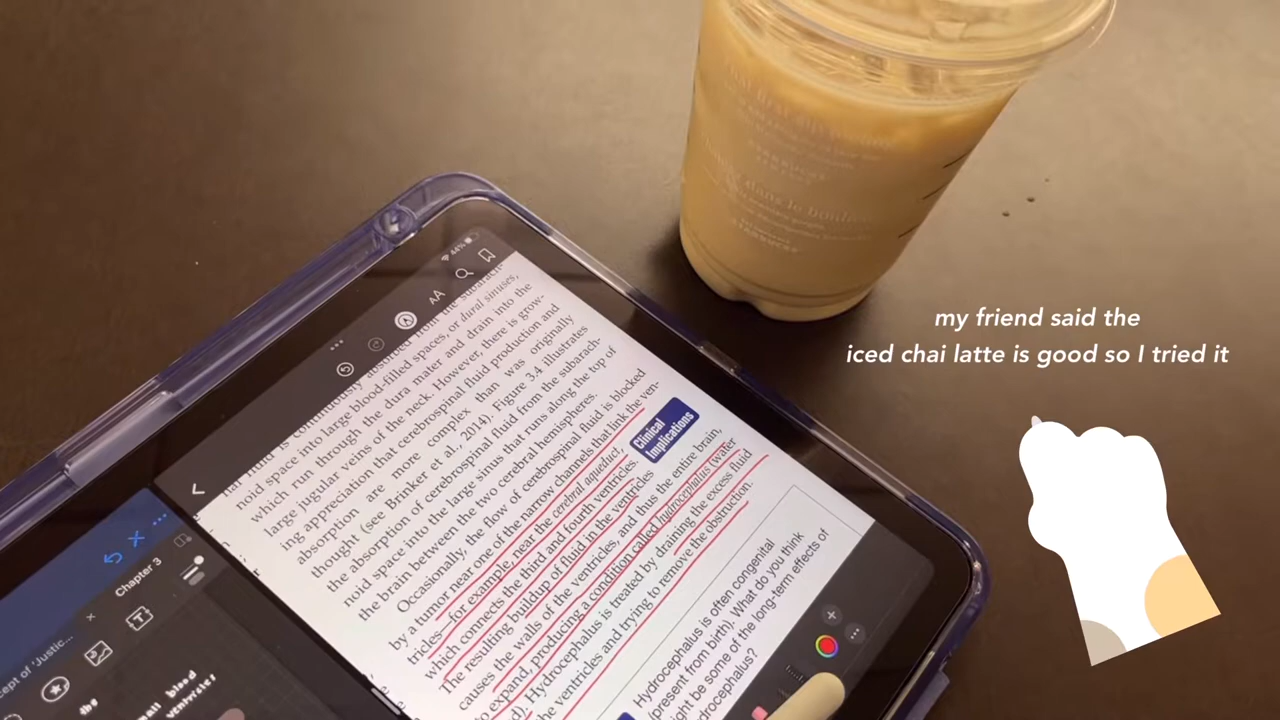 my friend said the
iced chai latte is good so I tried it
STARBUCKS
44%
AA
noid space into large blood-filled spaces, or dural sinuses,
which run through the dura mater and drain into the
large jugular veins of the neck. However, there is grow-
ing appreciation that cerebrospinal fluid production and
absorption are more complex than was originally
thought (see Brinker et al., 2014). Figure 3.4 illustrates
the absorption of cerebrospinal fluid from the subarach-
noid space into the large sinus that runs along the top of
the brain between the two cerebral hemispheres.
Occasionally, the flow of cerebrospinal fluid is blocked
by a tumor near one of the narrow channels that link the ven-
tricles—for example, near the cerebral aqueduct,
which connects the third and fourth ventricles.
The resulting buildup of fluid in the ventricles
causes the walls of the ventricles, and thus the entire brain,
to expand, producing a condition called hydrocephalus (water
Hydrocephalus is treated by draining the excess fluid
the ventricles and trying to remove the obstruction.
Clinical
Implications
Hydrocephalus is often congenital
(present from birth). What do you think
might be some of the long-term effects of
hydrocephalus?
Chapter 3
cept of 'Justic...
the
blood
ventricles